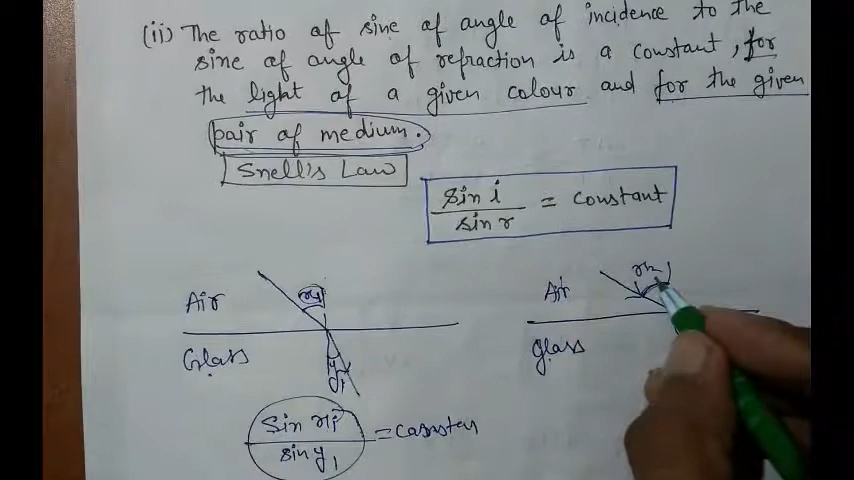 (ii) The ratio of sine of angle of incidence to the
sine of angle of refraction is a constant, for
the light of a given colour and for the given
pair of medium.
Snell's Law
sin i
sin r
= constant
Air
x1
Glass
y1
Air
x2
Glass
sin y1